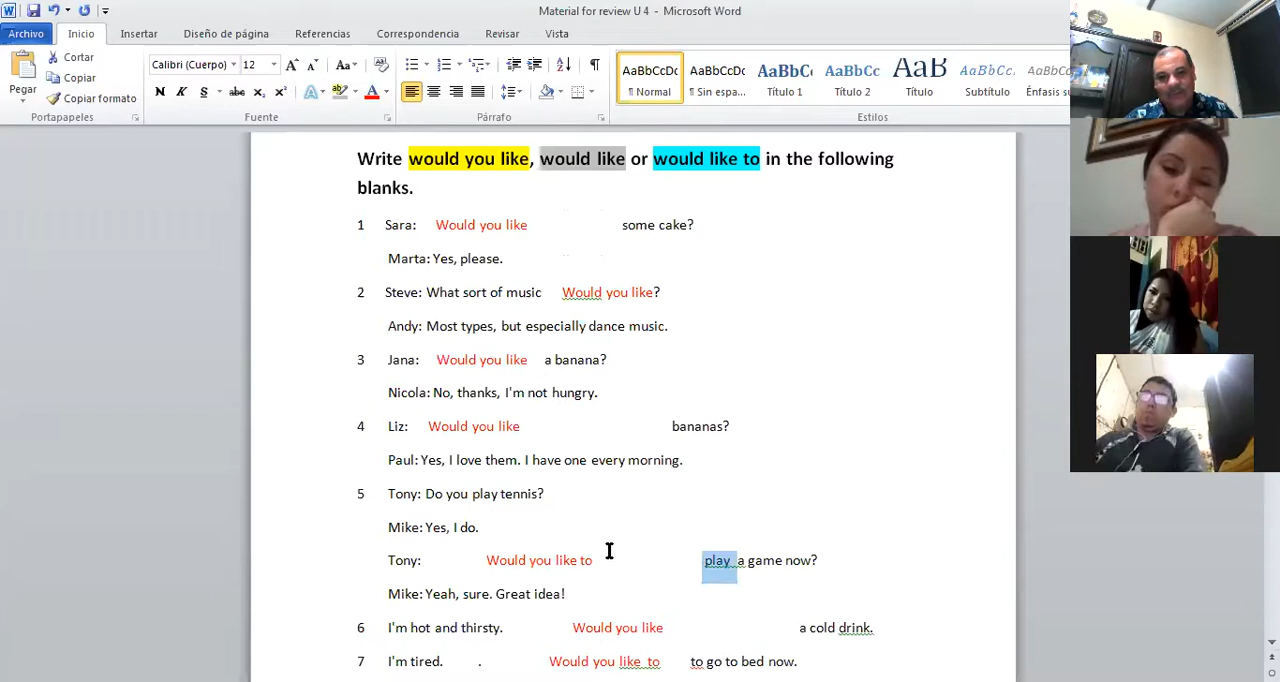 Material for review U 4 - Microsoft Word
Archivo Inicio Insertar Diseño de página Referencias Correspondencia Revisar Vista
Pegar
Cortar
Copiar
Copiar formato
Portapapeles
Calibri (Cuerpo) 12
Fuente
Párrafo
AaBbCcDc AaBbCcDc AaBbC AaBbCc AaB AaBbCc. AaBbCcDc
¶ Normal ¶ Sin espa... Título 1 Título 2 Título Subtítulo Énfasis su
Estilos
Write would you like, would like or would like to in the following
blanks.
1 Sara: Would you like some cake?
Marta: Yes, please.
2 Steve: What sort of music Would you like?
Andy: Most types, but especially dance music.
3 Jana: Would you like a banana?
Nicola: No, thanks, I'm not hungry.
4 Liz: Would you like bananas?
Paul: Yes, I love them. I have one every morning.
5 Tony: Do you play tennis?
Mike: Yes, I do.
Tony: Would you like to play a game now?
Mike: Yeah, sure. Great idea!
6 I'm hot and thirsty. Would you like a cold drink.
7 I'm tired. . Would you like to to go to bed now.